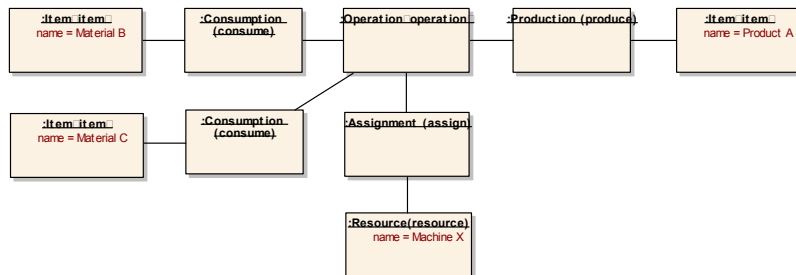 :Item□item□
name = Material B
:Consumption
(consume)
:Operation□operation□
:Production (produce)
:Item□item□
name = Product A
:Item□item□
name = Material C
:Consumption
(consume)
:Assignment (assign)
:Resource(resource)
name = Machine X